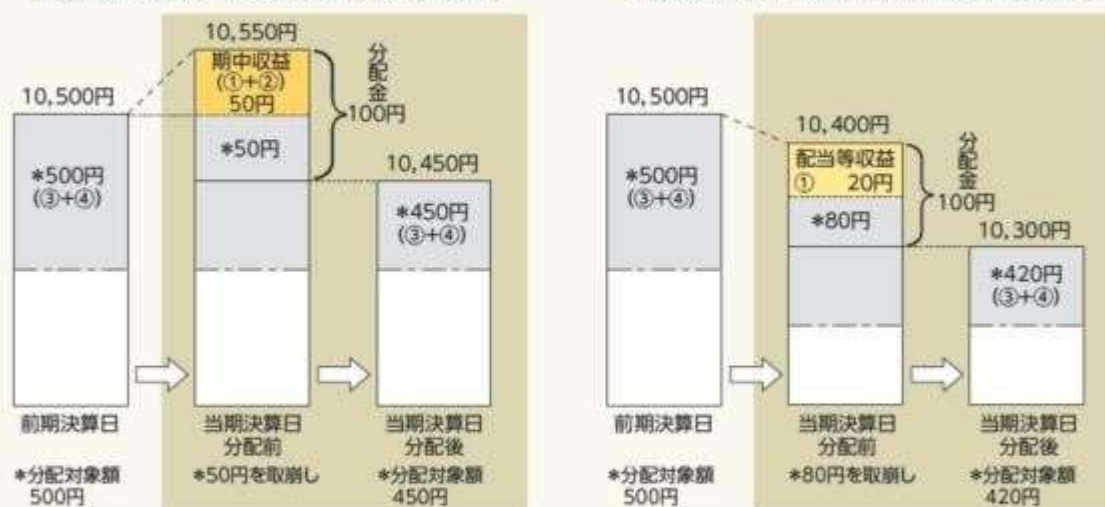 10,550円
期中収益
(①+②)
50円
分配金
100円
10,500円
*500円
(③+④)
*50円
10,450円
*450円
(③+④)
前期決算日
当期決算日
分配前
当期決算日
分配後
*分配対象額
500円
*50円を取崩し
*分配対象額
450円
10,500円
*500円
(③+④)
10,400円
配当等収益
① 20円
分配金
100円
*80円
10,300円
*420円
(③+④)
前期決算日
当期決算日
分配前
当期決算日
分配後
*分配対象額
500円
*80円を取崩し
*分配対象額
420円